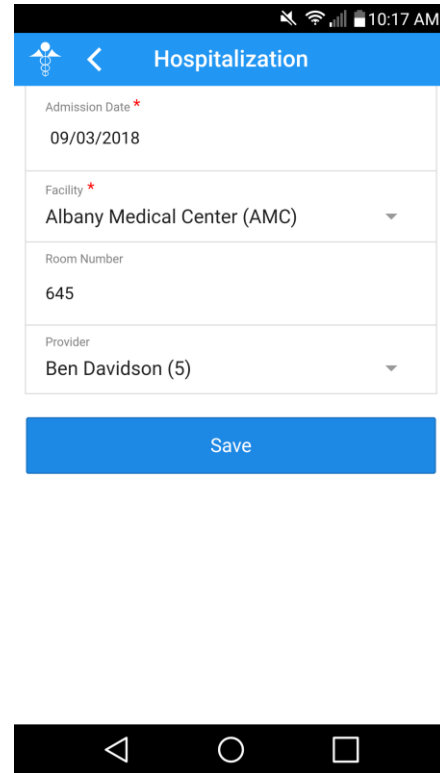 10:17 AM
Hospitalization
Admission Date *
09/03/2018
Facility *
Albany Medical Center (AMC)
Room Number
645
Provider
Ben Davidson (5)
Save